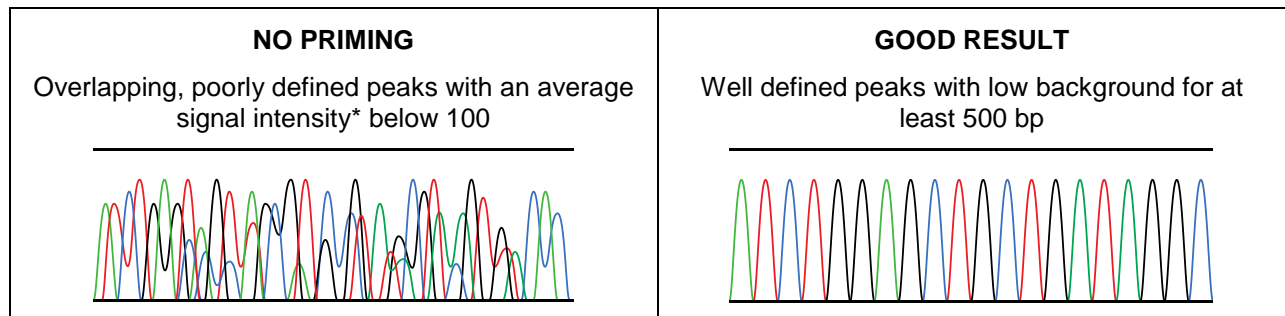 NO PRIMING
Overlapping, poorly defined peaks with an average
signal intensity* below 100
GOOD RESULT
Well defined peaks with low background for at
least 500 bp